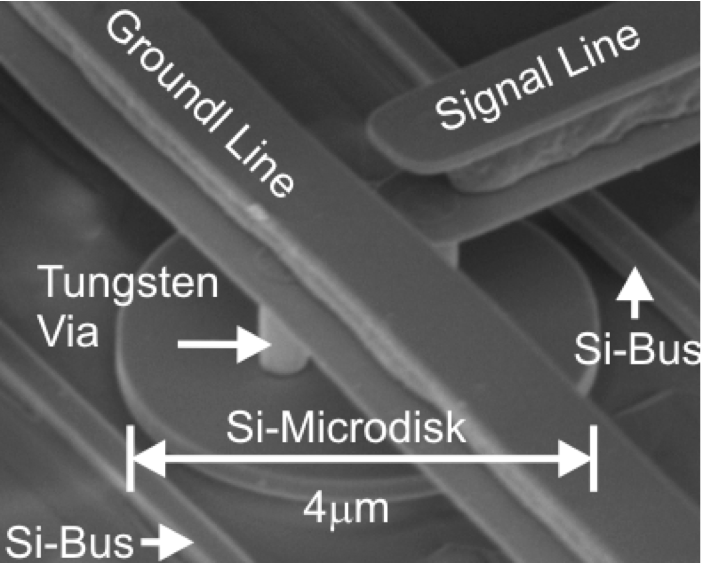 Groundl Line
Signal Line
Tungsten
Via
Si-Bus
Si-Microdisk
4μm
Si-Bus